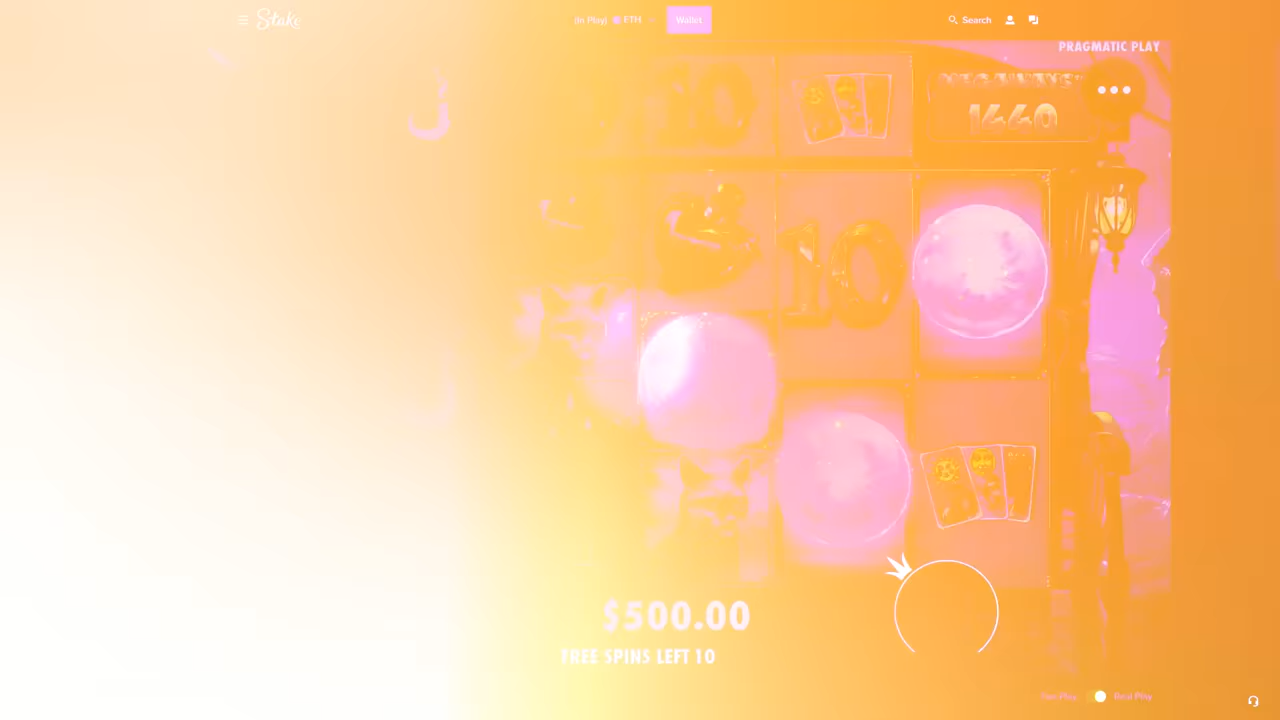 Stake
(In Play) ETH
Wallet
Search
PRAGMATIC PLAY
10
MEGAWAYS
1440
10
$500.00
FREE SPINS LEFT 10
Fun Play
Real Play